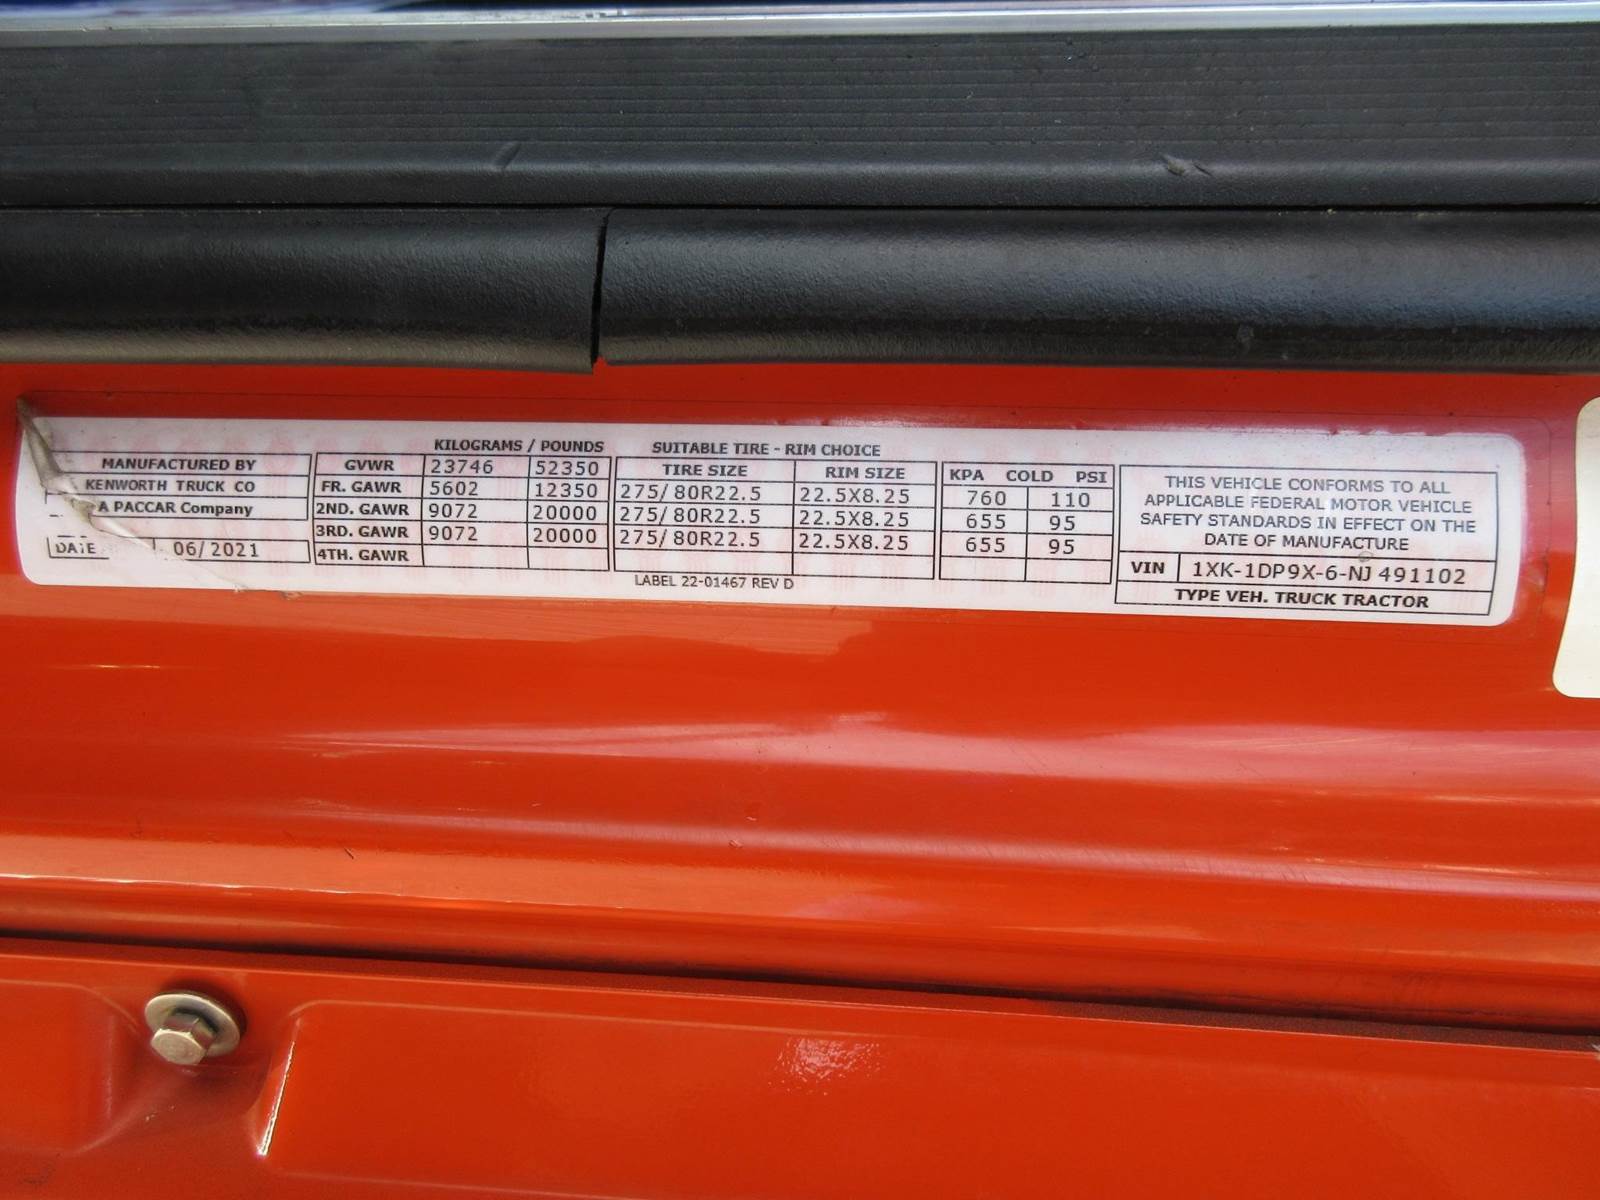 KILOGRAMS / POUNDS SUITABLE TIRE - RIM CHOICE
MANUFACTURED BY
KENWORTH TRUCK CO
A PACCAR Company
DATE 06/2021
GVWR 23746 52350
FR. GAWR 5602 12350
2ND. GAWR 9072 20000
3RD. GAWR 9072 20000
4TH. GAWR
TIRE SIZE RIM SIZE
275/80R22.5 22.5X8.25
275/80R22.5 22.5X8.25
275/80R22.5 22.5X8.25
KPA COLD PSI
760 110
655 95
655 95
LABEL 22-01467 REV D
THIS VEHICLE CONFORMS TO ALL
APPLICABLE FEDERAL MOTOR VEHICLE
SAFETY STANDARDS IN EFFECT ON THE
DATE OF MANUFACTURE
VIN 1XK-1DP9X-6-NJ 491102
TYPE VEH. TRUCK TRACTOR